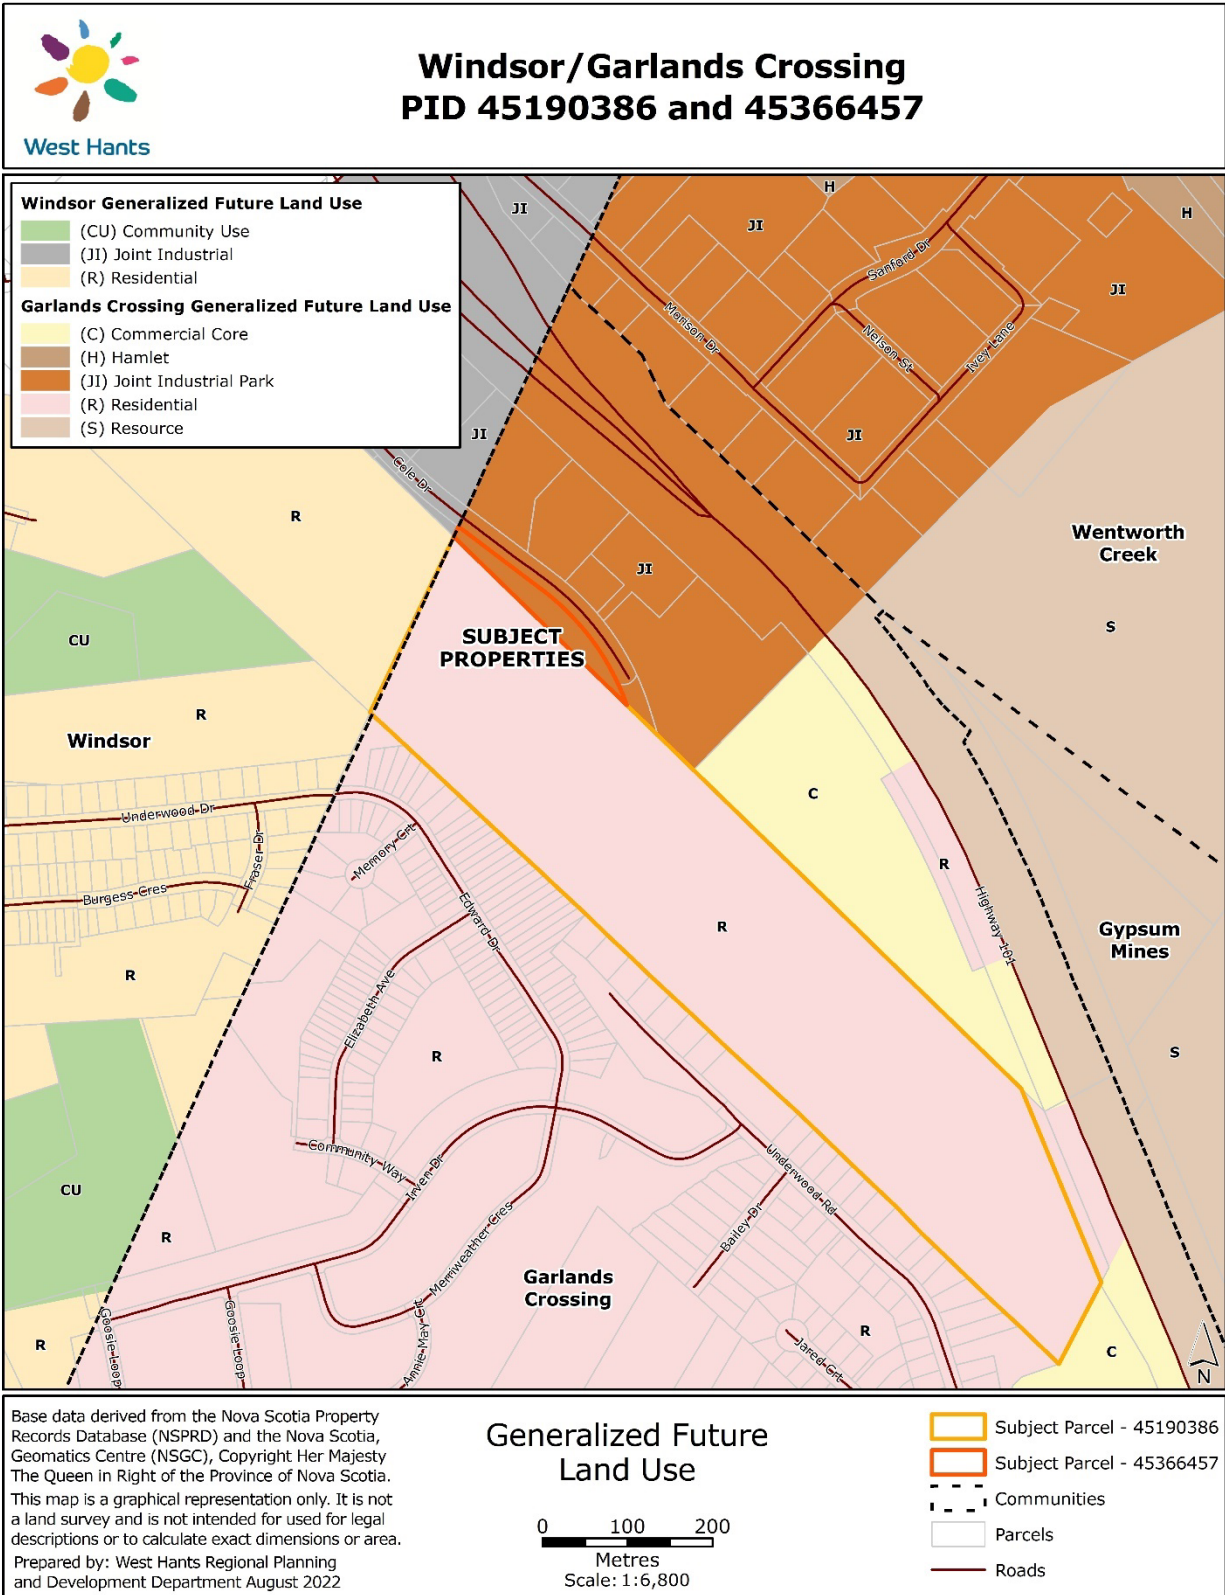 West Hants
Windsor/Garlands Crossing
PID 45190386 and 45366457
Windsor Generalized Future Land Use
(CU) Community Use
(JI) Joint Industrial
(R) Residential
Garlands Crossing Generalized Future Land Use
(C) Commercial Core
(H) Hamlet
(JI) Joint Industrial Park
(R) Residential
(S) Resource
JI
H
JI
H
Sanford Dr
JI
Morison Dr
Nelson St
Ivey Lane
JI
JI
Cole Dr
R
Wentworth
Creek
JI
S
SUBJECT
PROPERTIES
CU
R
Windsor
C
Underwood Dr
Fraser Dr
Memory Crt
R
Burgess Cres
Edward Dr
Highway 101
R
Gypsum
Mines
R
Elizabeth Ave
R
S
Community Way
Irven Dr
Underwood Rd
CU
Bailey Dr
R
Merriweather Cres
Garlands
Crossing
Goosie Loop
Goosie Loop
Annie May Ct
R
R
Jared Crt
C
N
Base data derived from the Nova Scotia Property
Records Database (NSPRD) and the Nova Scotia,
Geomatics Centre (NSGC), Copyright Her Majesty
The Queen in Right of the Province of Nova Scotia.
This map is a graphical representation only. It is not
a land survey and is not intended for used for legal
descriptions or to calculate exact dimensions or area.
Prepared by: West Hants Regional Planning
and Development Department August 2022
Generalized Future
Land Use
0 100 200
Metres
Scale: 1:6,800
Subject Parcel - 45190386
Subject Parcel - 45366457
Communities
Parcels
Roads